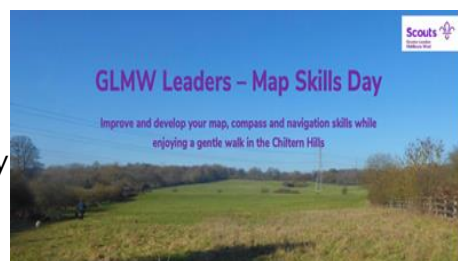 Scouts
GLMW Leaders – Map Skills Day
Improve and develop your map, compass and navigation skills while
enjoying a gentle walk in the Chiltern Hills
y